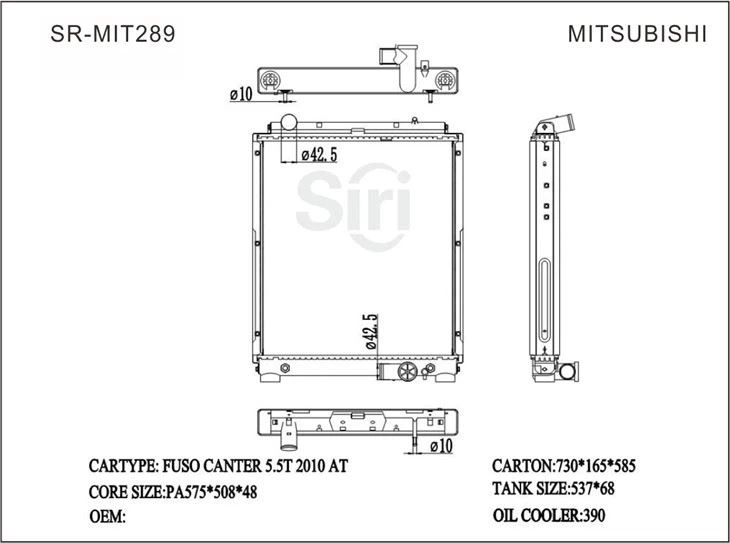 SR-MIT289
MITSUBISHI
ø10
ø42.5
Siri
ø42.5
ø10
CARTYPE: FUSO CANTER 5.5T 2010 AT
CARTON:730*165*585
CORE SIZE:PA575*508*48
TANK SIZE:537*68
OEM:
OIL COOLER:390